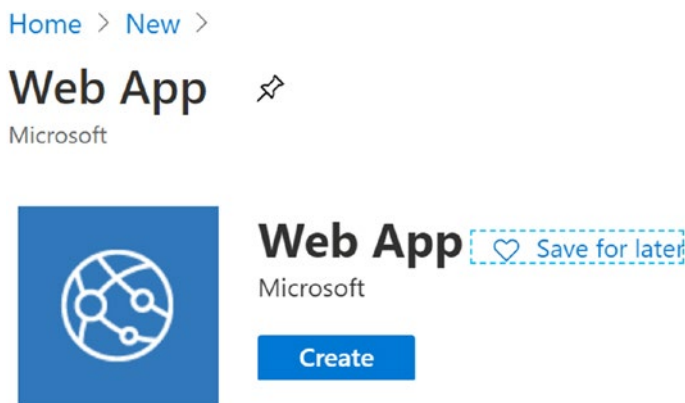 Home > New >
Web App
Microsoft
Web App Save for later
Microsoft
Create